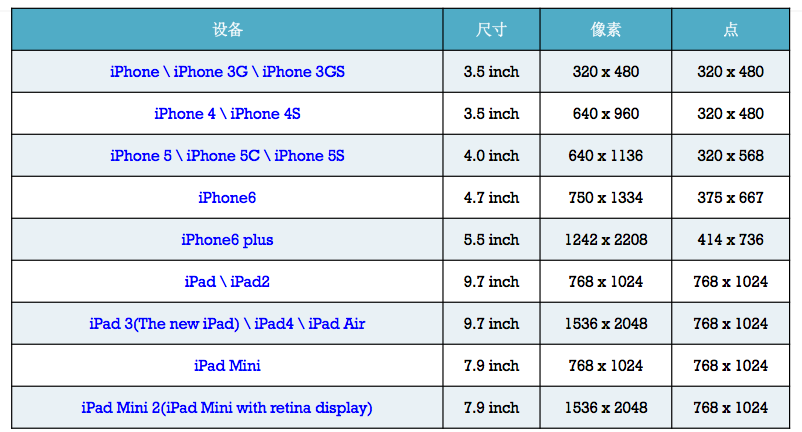 设备 尺寸 像素 点
iPhone \ iPhone 3G \ iPhone 3GS 3.5 inch 320 x 480 320 x 480
iPhone 4 \ iPhone 4S 3.5 inch 640 x 960 320 x 480
iPhone 5 \ iPhone 5C \ iPhone 5S 4.0 inch 640 x 1136 320 x 568
iPhone6 4.7 inch 750 x 1334 375 x 667
iPhone6 plus 5.5 inch 1242 x 2208 414 x 736
iPad \ iPad2 9.7 inch 768 x 1024 768 x 1024
iPad 3(The new iPad) \ iPad4 \ iPad Air 9.7 inch 1536 x 2048 768 x 1024
iPad Mini 7.9 inch 768 x 1024 768 x 1024
iPad Mini 2(iPad Mini with retina display) 7.9 inch 1536 x 2048 768 x 1024